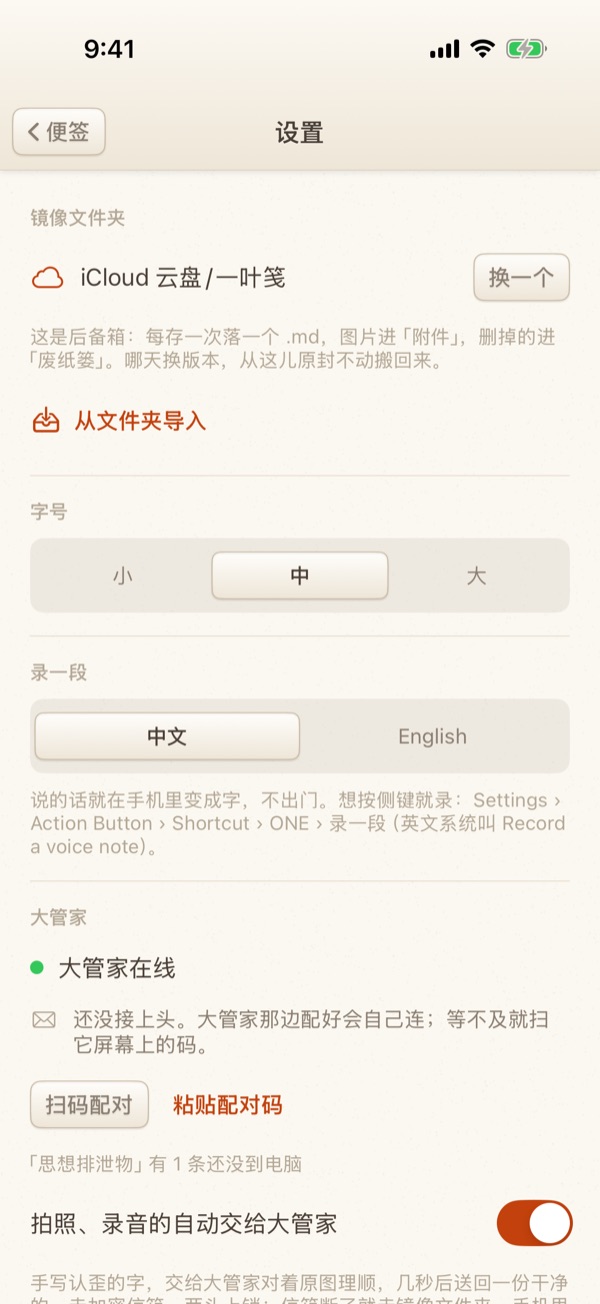 9:41
便签
设置
镜像文件夹
iCloud 云盘/一叶笺
换一个
这是后备箱：每存一次落一个 .md，图片进「附件」，删掉的进
「废纸篓」。哪天换版本，从这儿原封不动搬回来。
从文件夹导入
字号
小 中 大
录一段
中文 English
说的话就在手机里变成字，不出门。想按侧键就录：Settings ›
Action Button › Shortcut › ONE › 录一段（英文系统叫 Record
a voice note）。
大管家
大管家在线
还没接上头。大管家那边配好会自己连；等不及就扫
它屏幕上的码。
扫码配对 粘贴配对码
「思想排泄物」有 1 条还没到电脑
拍照、录音的自动交给大管家
手写认歪的字，交给大管家对着原图理顺，几秒后送回一份干净